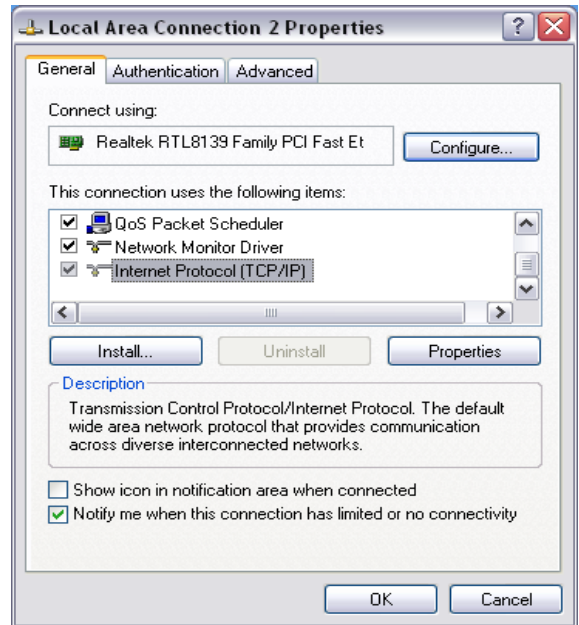 Local Area Connection 2 Properties
General Authentication Advanced
Connect using:
Realtek RTL8139 Family PCI Fast Et Configure...
This connection uses the following items:
QoS Packet Scheduler
Network Monitor Driver
Internet Protocol (TCP/IP)
Install... Uninstall Properties
Description
Transmission Control Protocol/Internet Protocol. The default
wide area network protocol that provides communication
across diverse interconnected networks.
Show icon in notification area when connected
Notify me when this connection has limited or no connectivity
OK Cancel